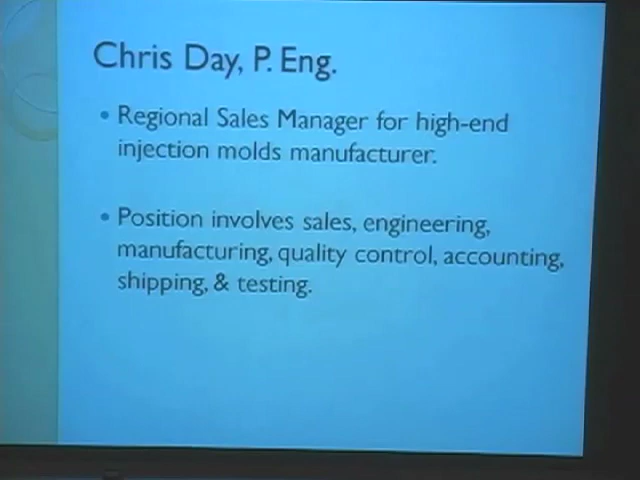 Chris Day, P. Eng.
• Regional Sales Manager for high-end
injection molds manufacturer.
• Position involves sales, engineering,
manufacturing, quality control, accounting,
shipping, & testing.